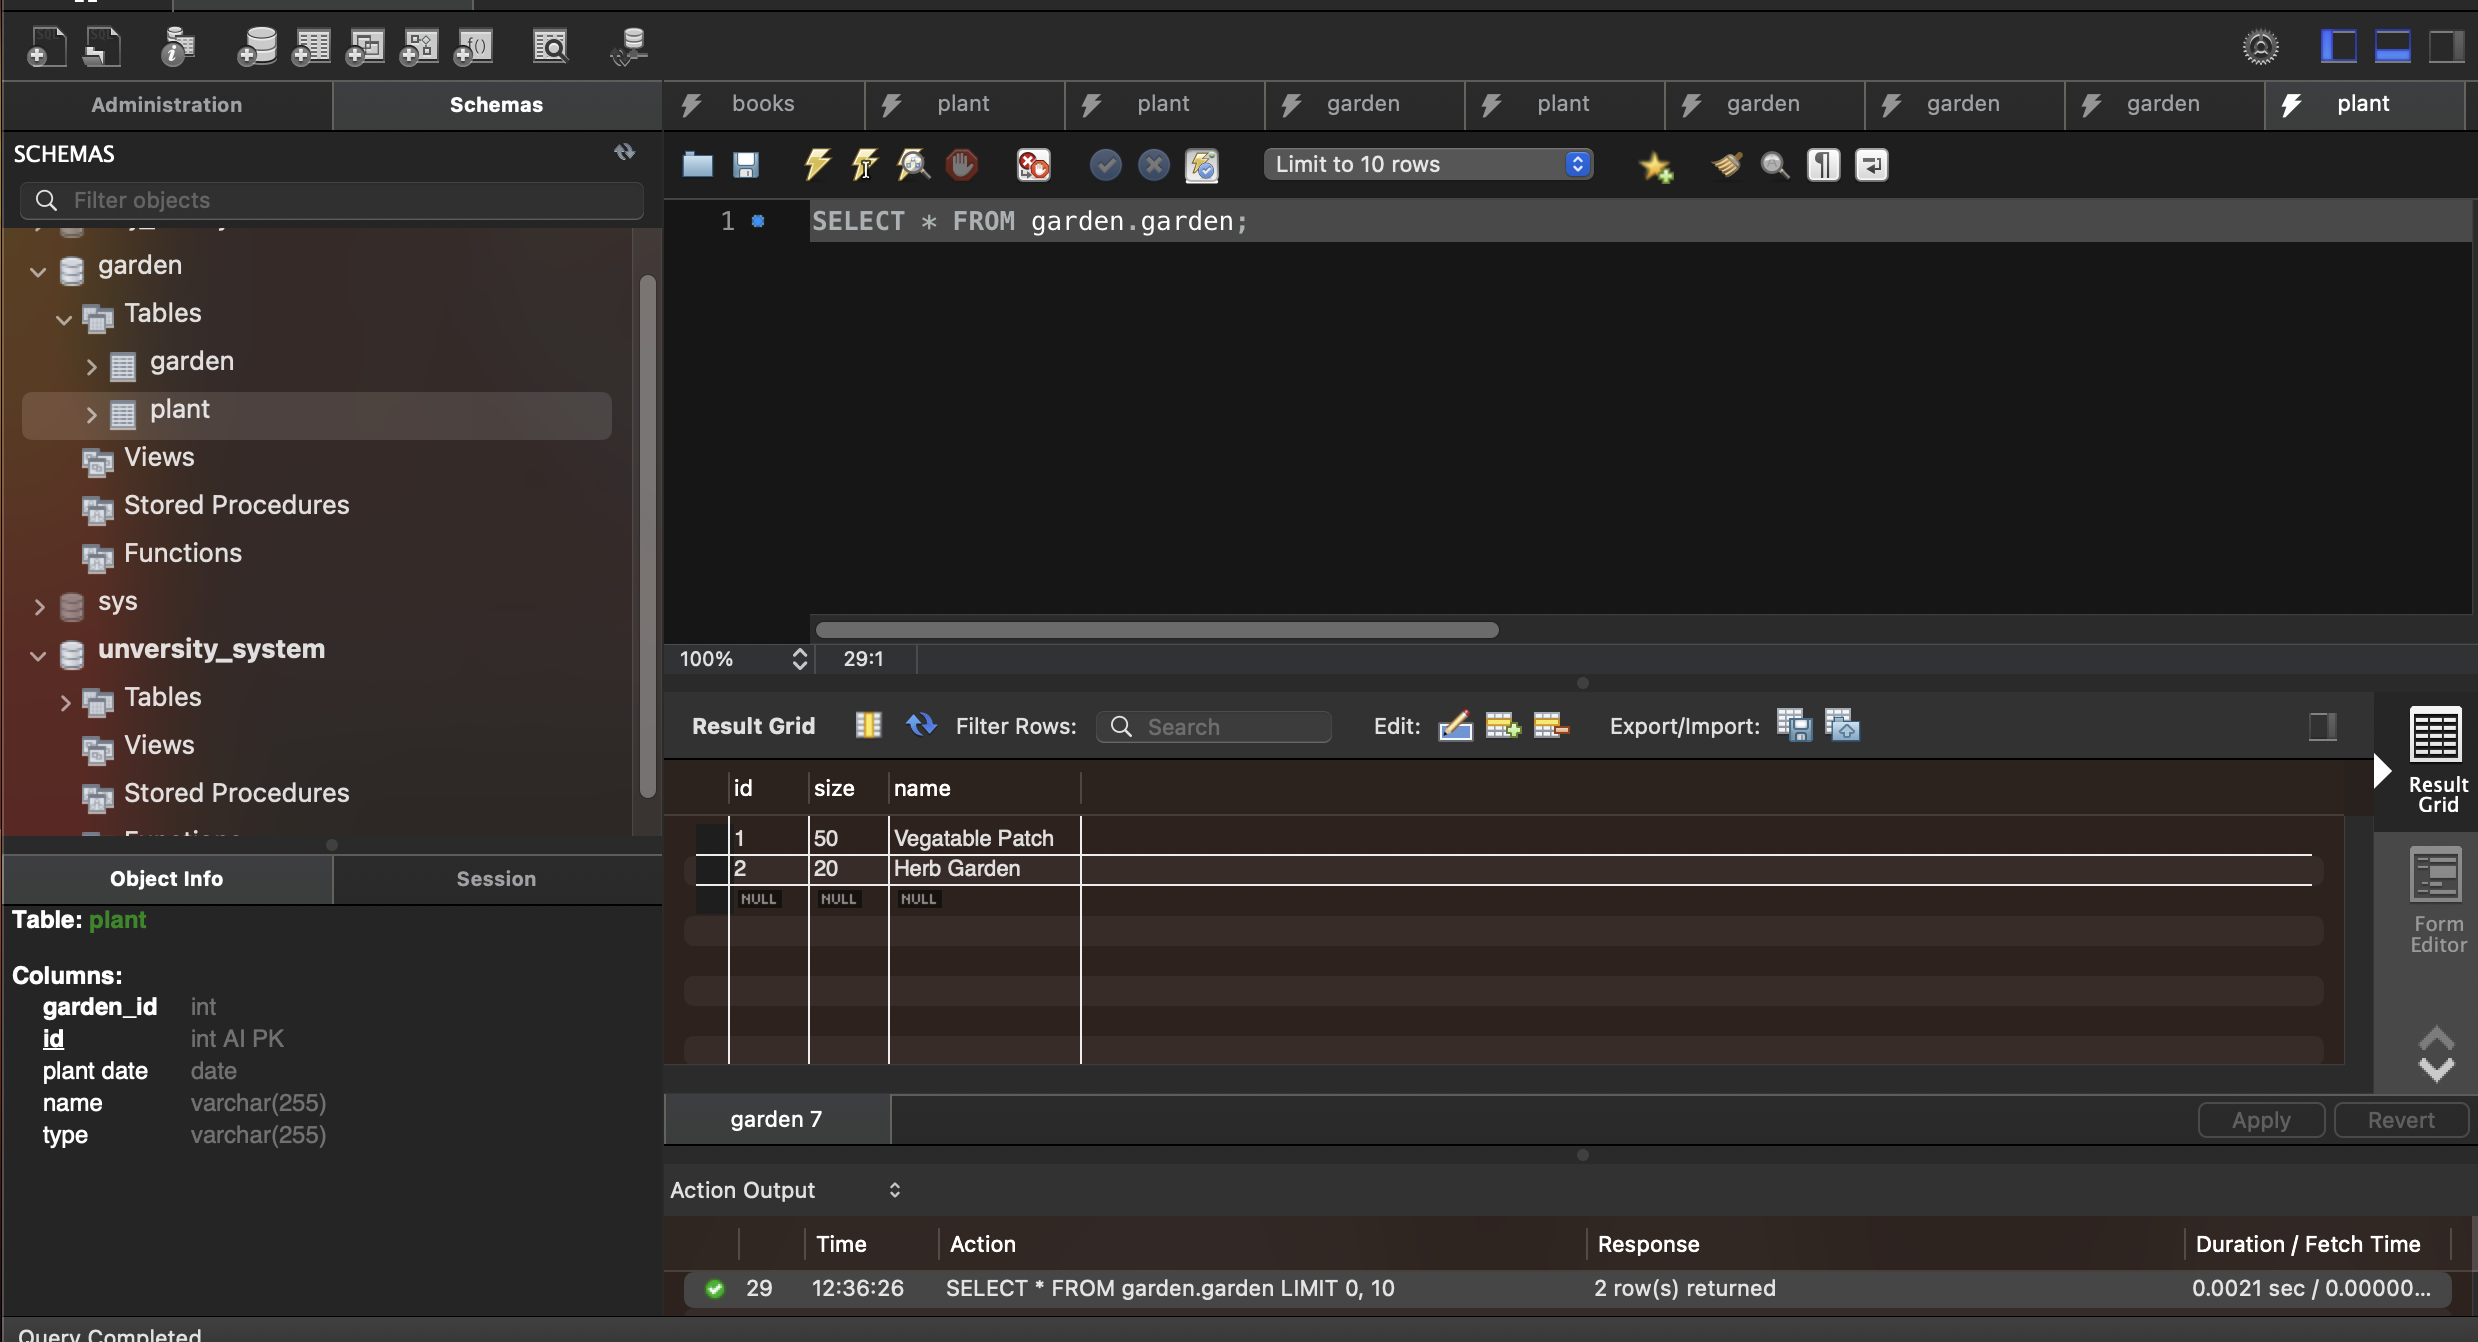 Administration
Schemas
books
plant
plant
garden
plant
garden
garden
garden
plant
SCHEMAS
Filter objects
Limit to 10 rows
1
SELECT * FROM garden.garden;
garden
Tables
garden
plant
Views
Stored Procedures
Functions
sys
unversity_system
Tables
Views
Stored Procedures
Functions
100%
29:1
Result Grid
Filter Rows:
Search
Edit:
Export/Import:
Result Grid
Form Editor
id size name
1 50 Vegatable Patch
2 20 Herb Garden
NULL NULL NULL
Object Info
Session
Table: plant
Columns:
garden_id int
id int AI PK
plant date date
name varchar(255)
type varchar(255)
garden 7
Apply
Revert
Action Output
Time Action Response Duration / Fetch Time
29 12:36:26 SELECT * FROM garden.garden LIMIT 0, 10 2 row(s) returned 0.0021 sec / 0.00000...
Query Completed